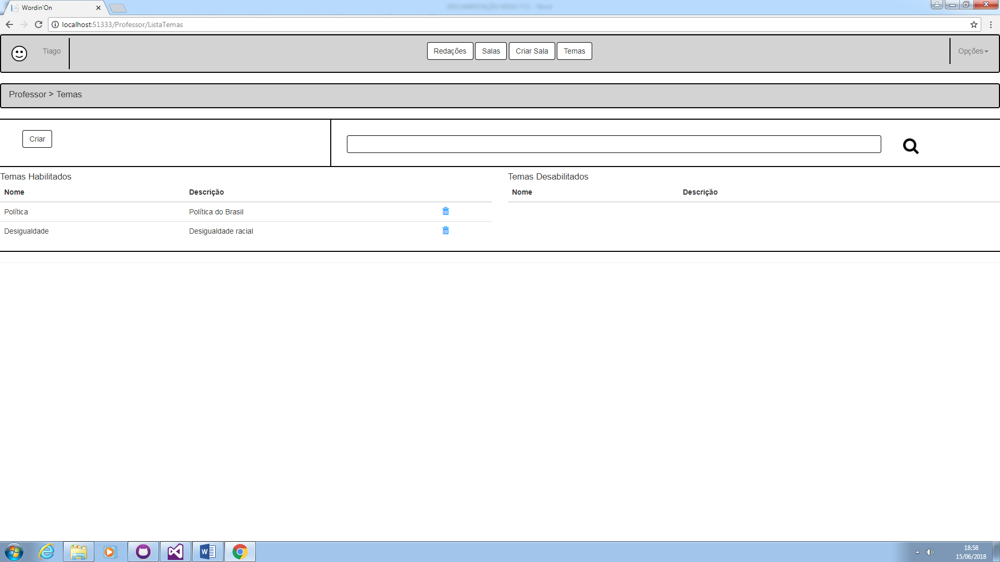 Wordin'On
localhost:51333/Professor/ListaTemas
Tiago Redações Salas Criar Sala Temas Opções
Professor > Temas
Criar
Temas Habilitados
Nome Descrição
Política Política do Brasil
Desigualdade Desigualdade racial
Temas Desabilitados
Nome Descrição
18:58
15/06/2018